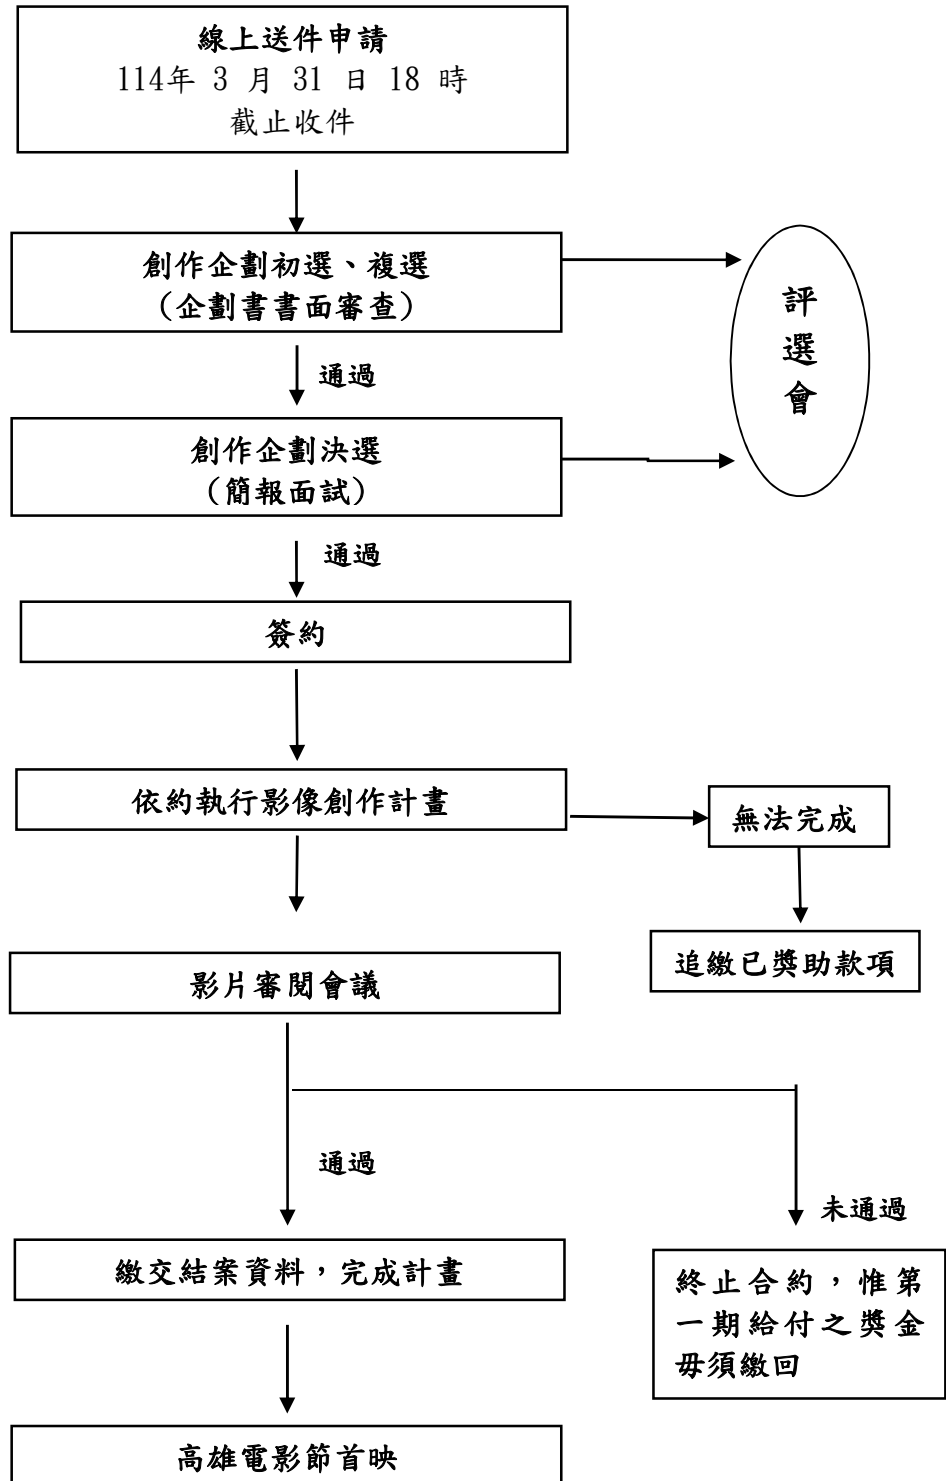 線上送件申請
114年 3 月 31 日 18 時
截止收件
創作企劃初選、複選
(企劃書書面審查)
評
選
會
通過
創作企劃決選
(簡報面試)
通過
簽約
依約執行影像創作計畫
無法完成
追繳已獎助款項
影片審閱會議
通過
未通過
繳交結案資料，完成計畫
終止合約，惟第
一期給付之獎金
毋須繳回
高雄電影節首映